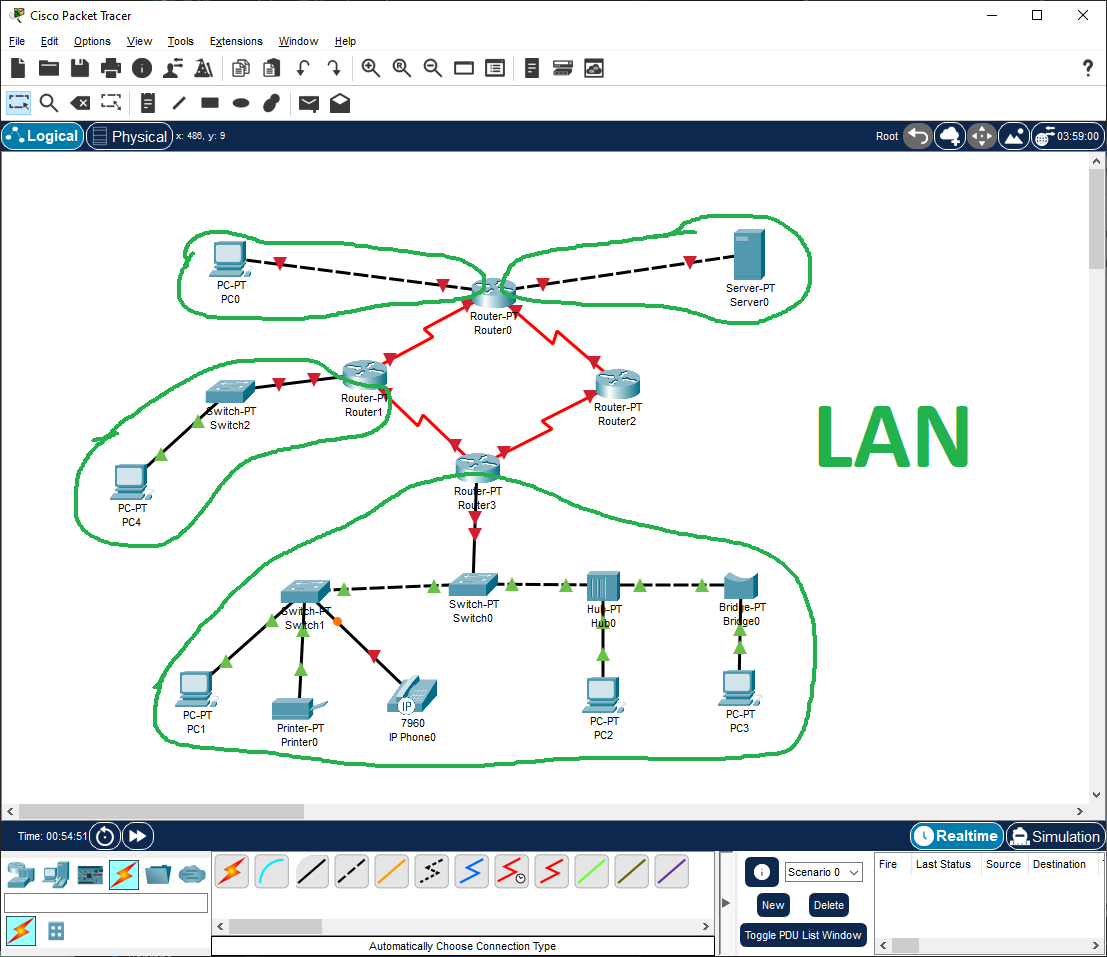 Cisco Packet Tracer
File Edit Options View Tools Extensions Window Help
?
Logical Physical x: 486, y: 9 Root 03:59:00
PC-PT
PC0
Server-PT
Server0
Router-PT
Router0
Router-PT
Router1
Router-PT
Router2
Switch-PT
Switch2
LAN
PC-PT
PC4
Router-PT
Router3
Switch-PT
Switch1
Switch-PT
Switch0
Hub-PT
Hub0
Bridge-PT
Bridge0
PC-PT
PC1
Printer-PT
Printer0
IP
7960
IP Phone0
PC-PT
PC2
PC-PT
PC3
Time: 00:54:51 Realtime Simulation
Scenario 0
Fire Last Status Source Destination
New Delete
Toggle PDU List Window
Automatically Choose Connection Type